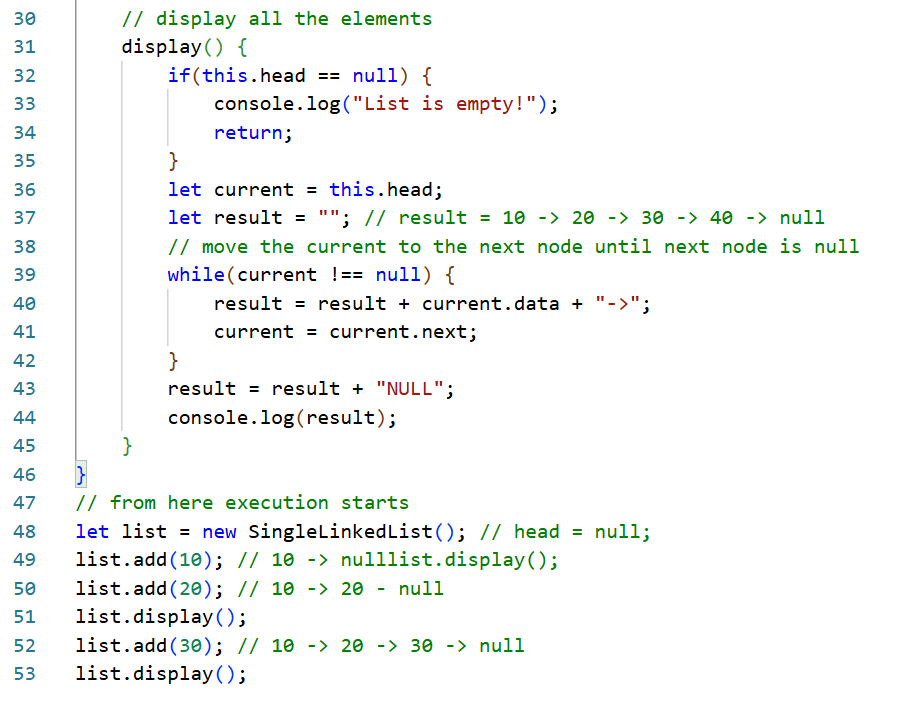 30 // display all the elements
31 display() {
32 if(this.head == null) {
33 console.log("List is empty!");
34 return;
35 }
36 let current = this.head;
37 let result = ""; // result = 10 -> 20 -> 30 -> 40 -> null
38 // move the current to the next node until next node is null
39 while(current !== null) {
40 result = result + current.data + "->";
41 current = current.next;
42 }
43 result = result + "NULL";
44 console.log(result);
45 }
46 }
47 // from here execution starts
48 let list = new SingleLinkedList(); // head = null;
49 list.add(10); // 10 -> nulllist.display();
50 list.add(20); // 10 -> 20 - null
51 list.display();
52 list.add(30); // 10 -> 20 -> 30 -> null
53 list.display();